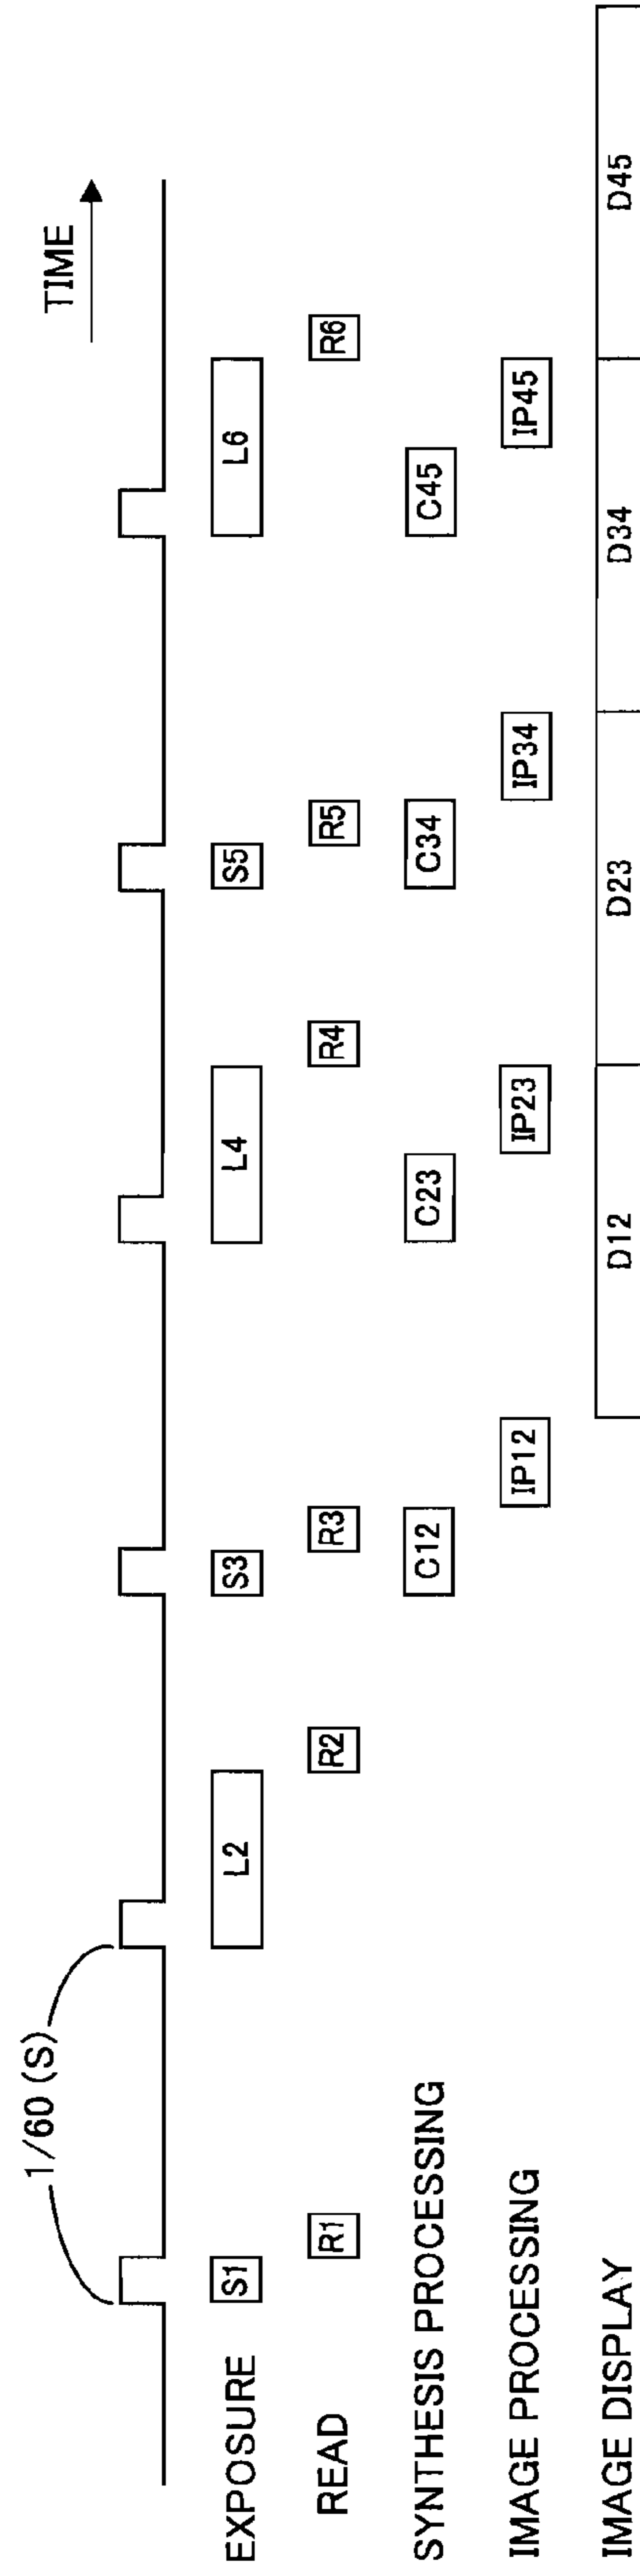 TIME
1/60 (S)
EXPOSURE S1 L2 S3 L4 S5 L6
READ R1 R2 R3 R4 R5 R6
SYNTHESIS PROCESSING C12 C23 C34 C45
IMAGE PROCESSING IP12 IP23 IP34 IP45
IMAGE DISPLAY D12 D23 D34 D45